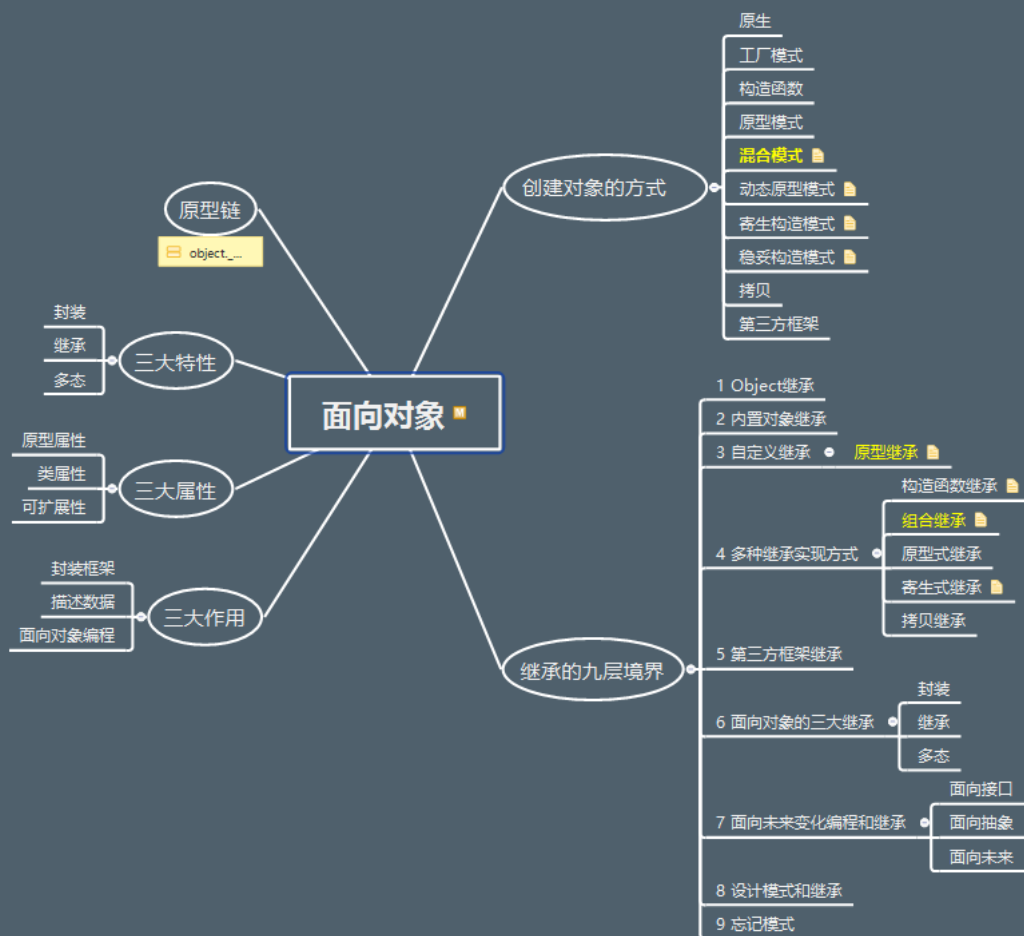 面向对象
M
创建对象的方式
原生
工厂模式
构造函数
原型模式
混合模式
动态原型模式
寄生构造模式
稳妥构造模式
拷贝
第三方框架
继承的九层境界
1 Object继承
2 内置对象继承
3 自定义继承
原型继承
4 多种继承实现方式
构造函数继承
组合继承
原型式继承
寄生式继承
拷贝继承
5 第三方框架继承
6 面向对象的三大继承
封装
继承
多态
7 面向未来变化编程和继承
面向接口
面向抽象
面向未来
8 设计模式和继承
9 忘记模式
原型链
object._...
三大特性
封装
继承
多态
三大属性
原型属性
类属性
可扩展性
三大作用
封装框架
描述数据
面向对象编程